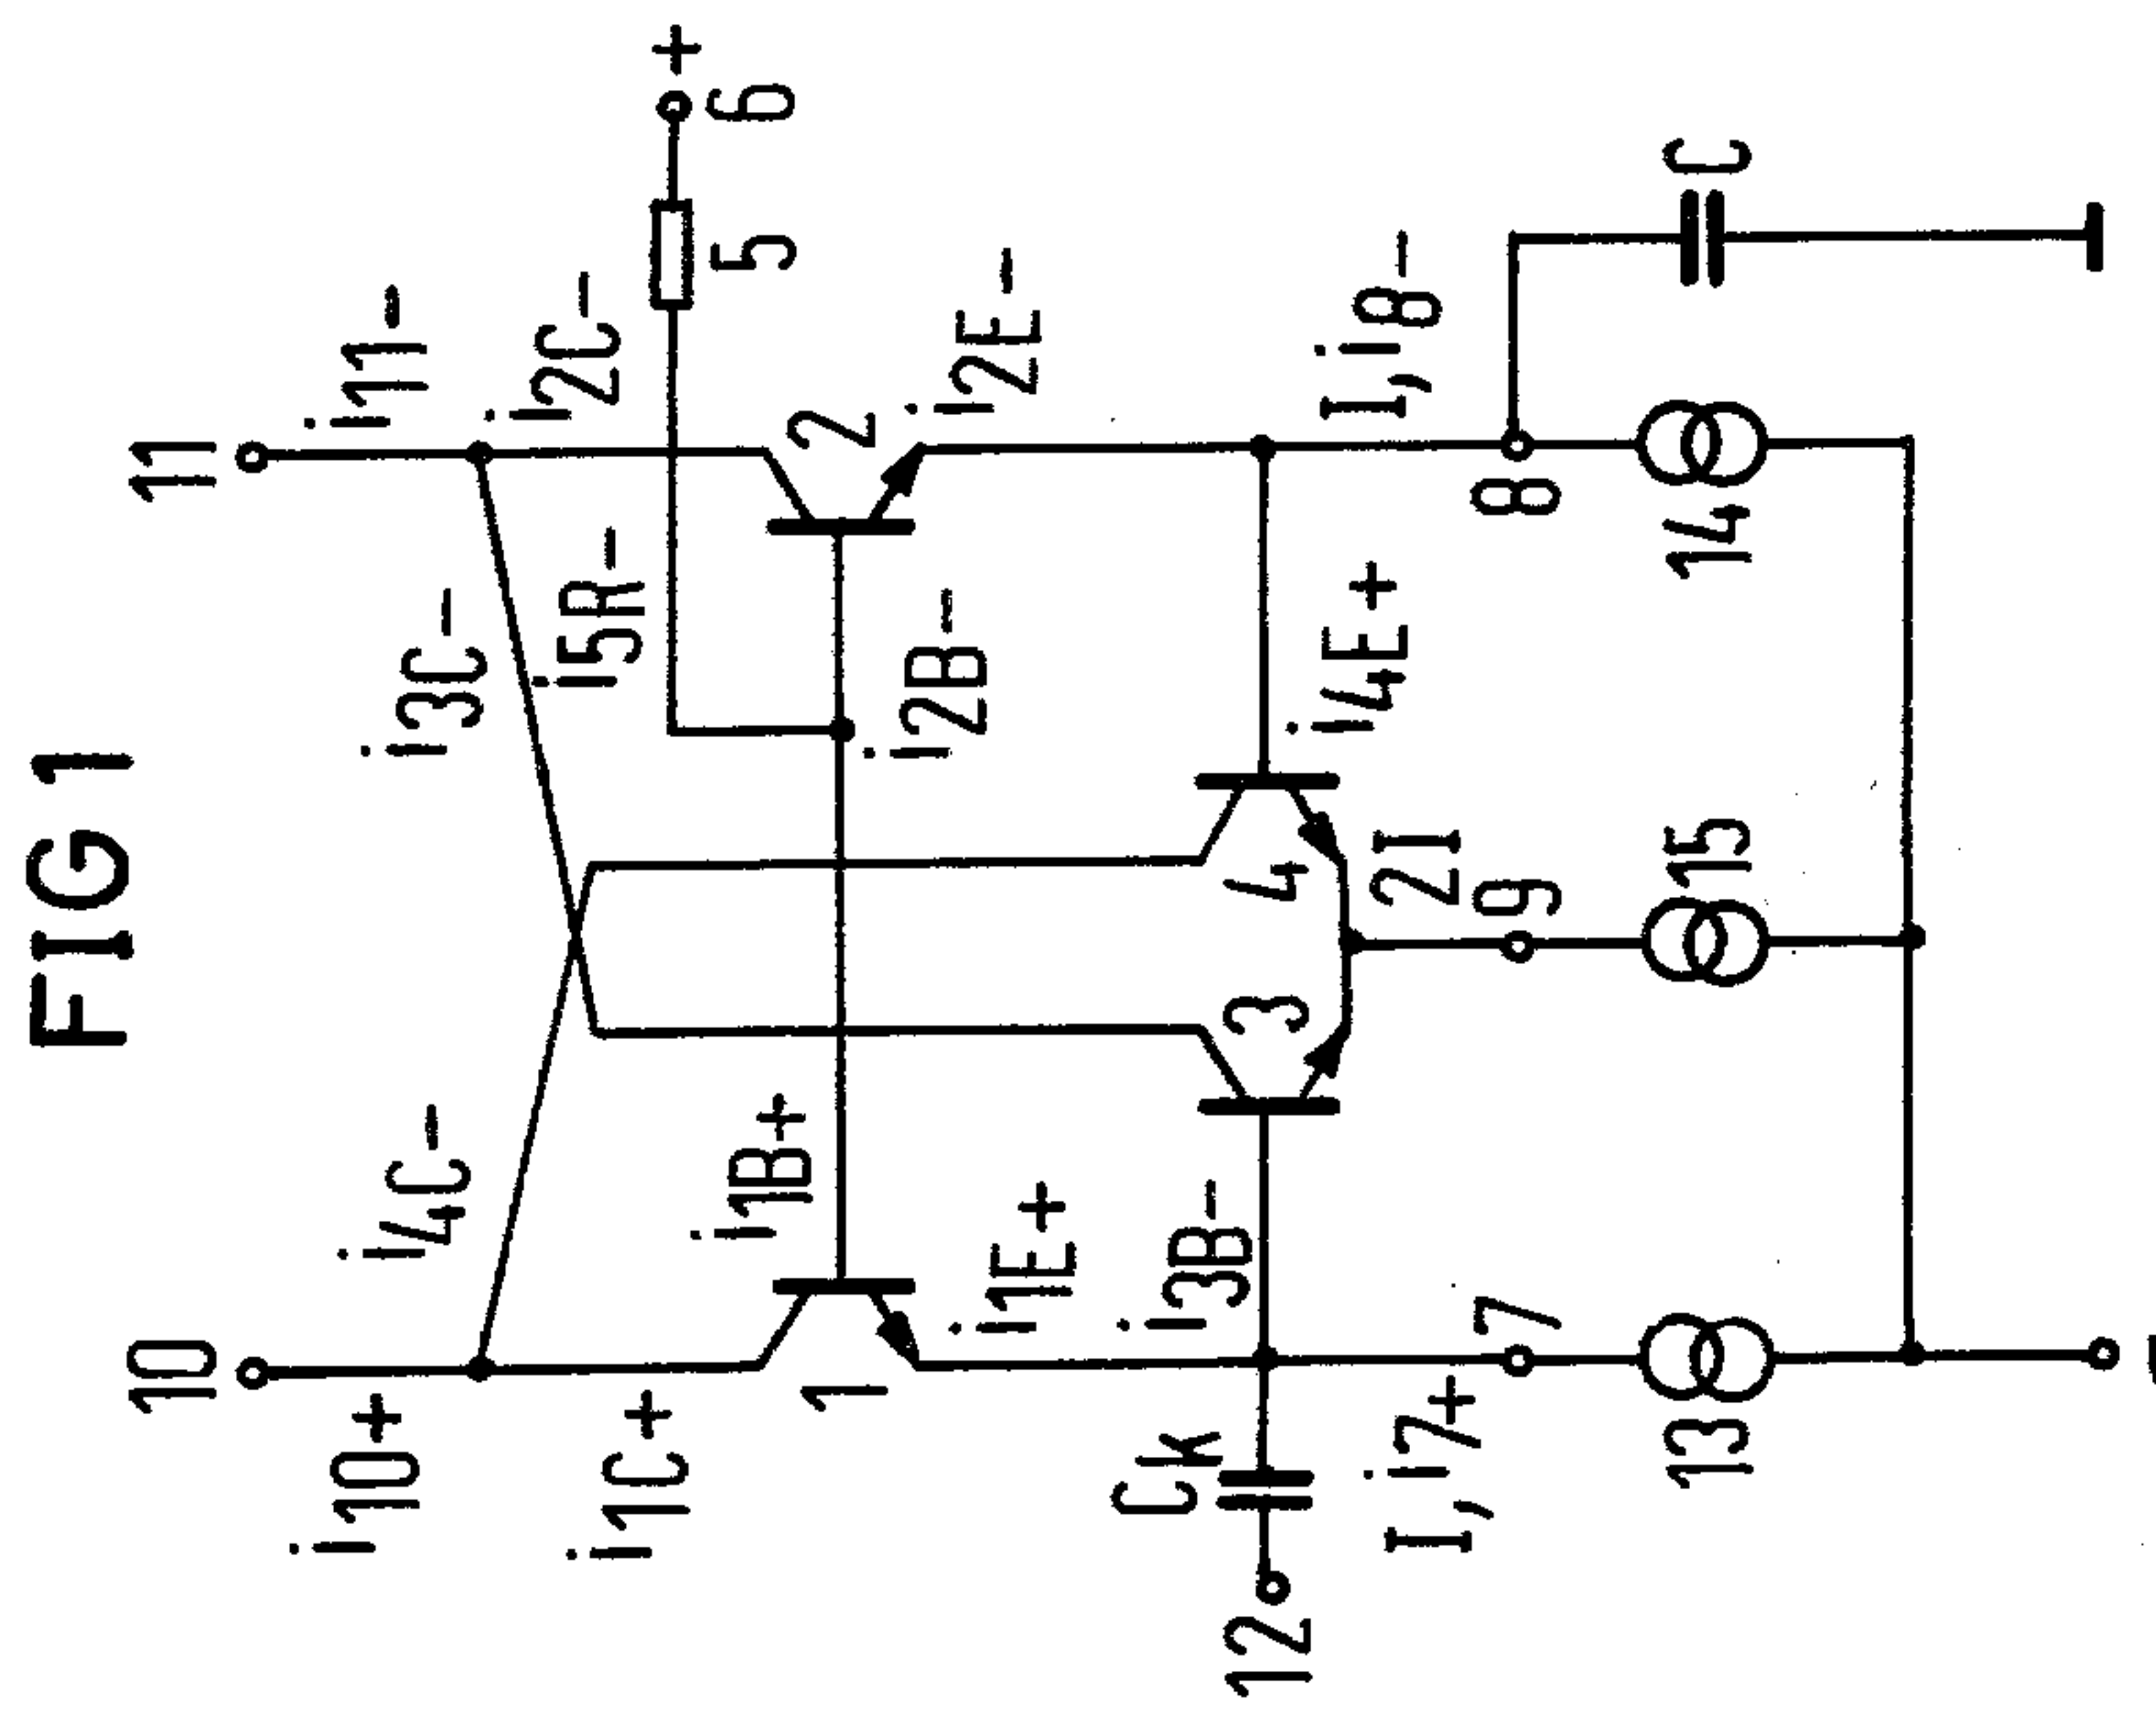 FIG 1
10
11
i10+
i4C-
i3C-
i11-
i1C+
i1B+
i5R-
i2C-
5
6
+
1
2
i1E+
i2B-
i2E-
Ck
i3B-
12
3
4
i4E+
I,i7+
2I
I,i8-
7
9
8
13
15
14
C